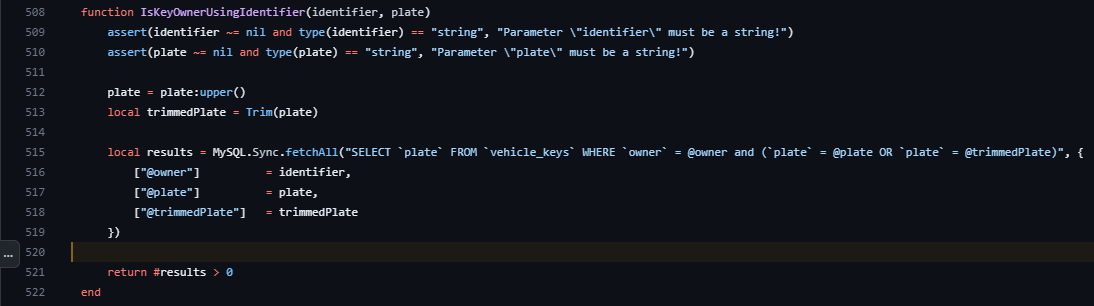 508 function IsKeyOwnerUsingIdentifier(identifier, plate)
509     assert(identifier ~= nil and type(identifier) == "string", "Parameter \"identifier\" must be a string!")
510     assert(plate ~= nil and type(plate) == "string", "Parameter \"plate\" must be a string!")
511
512     plate = plate:upper()
513     local trimmedPlate = Trim(plate)
514
515     local results = MySQL.Sync.fetchAll("SELECT `plate` FROM `vehicle_keys` WHERE `owner` = @owner and (`plate` = @plate OR `plate` = @trimmedPlate)", {
516         ["@owner"]          = identifier,
517         ["@plate"]          = plate,
518         ["@trimmedPlate"]   = trimmedPlate
519     })
... 520
521     return #results > 0
522 end